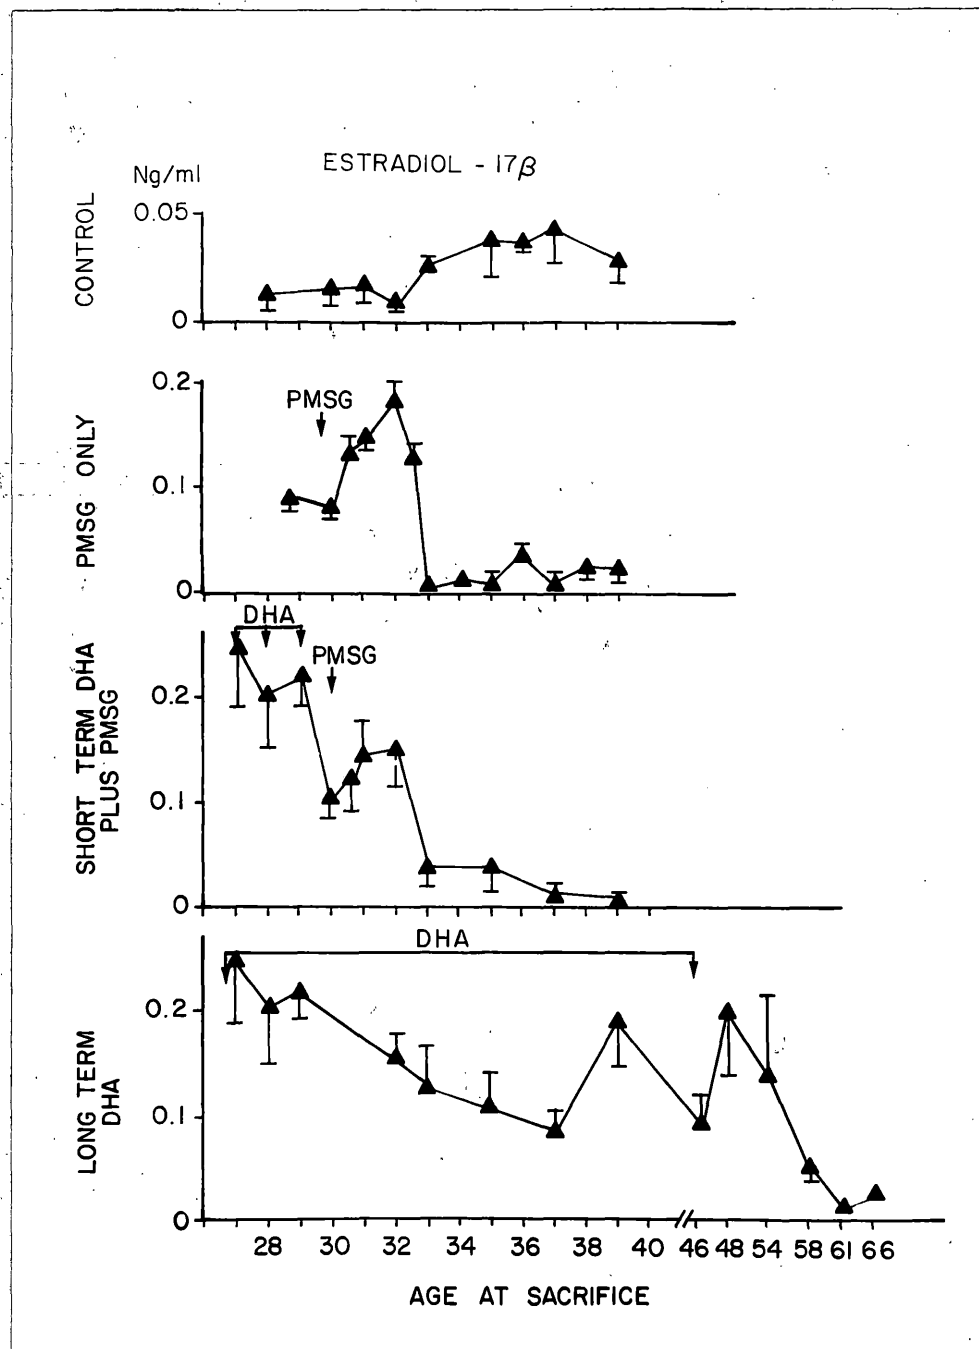 ESTRADIOL - 17β
Ng/ml
CONTROL
0.05
0
PMSG ONLY
0.2
0.1
0
PMSG
SHORT TERM DHA
PLUS PMSG
DHA
PMSG
0.2
0.1
0
LONG TERM
DHA
DHA
0.2
0.1
0
28 30 32 34 36 38 40 46 48 54 58 61 66
AGE AT SACRIFICE